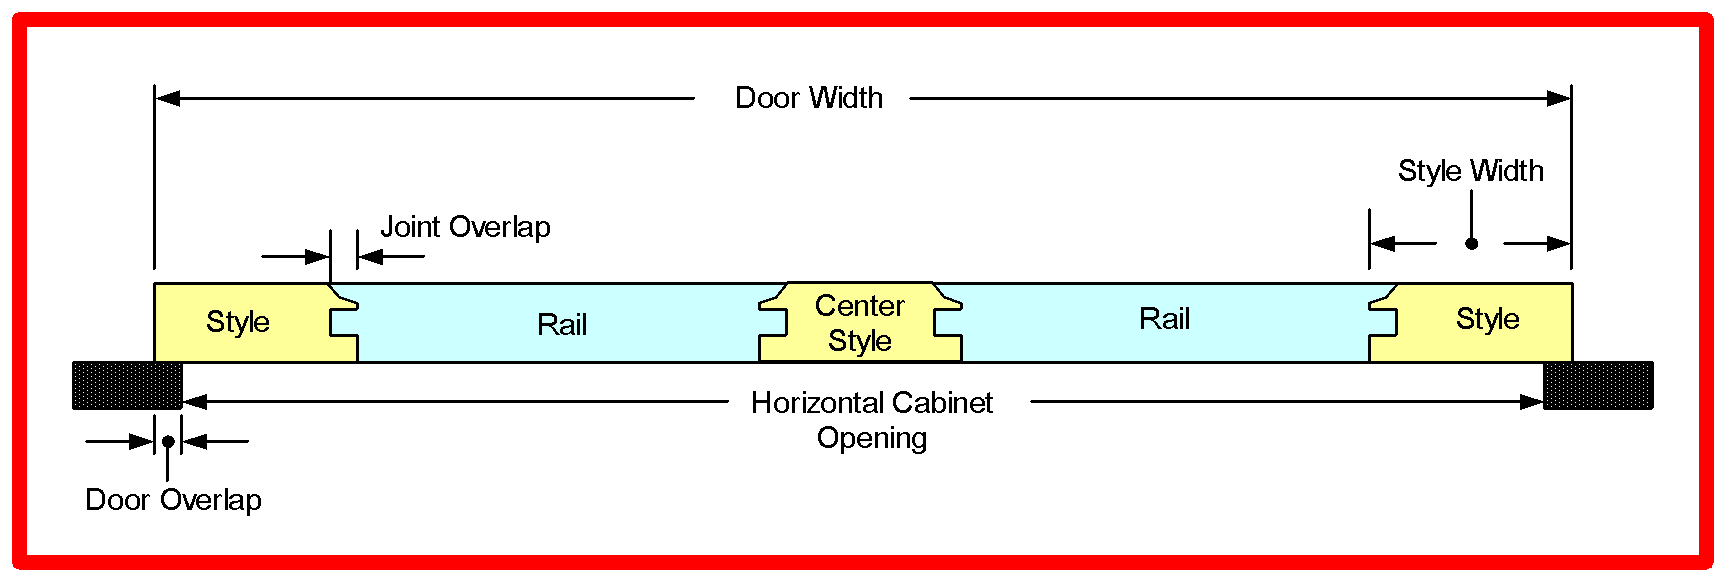 Door Width
Style Width
Joint Overlap
Style
Rail
Center
Style
Rail
Style
Horizontal Cabinet
Opening
Door Overlap